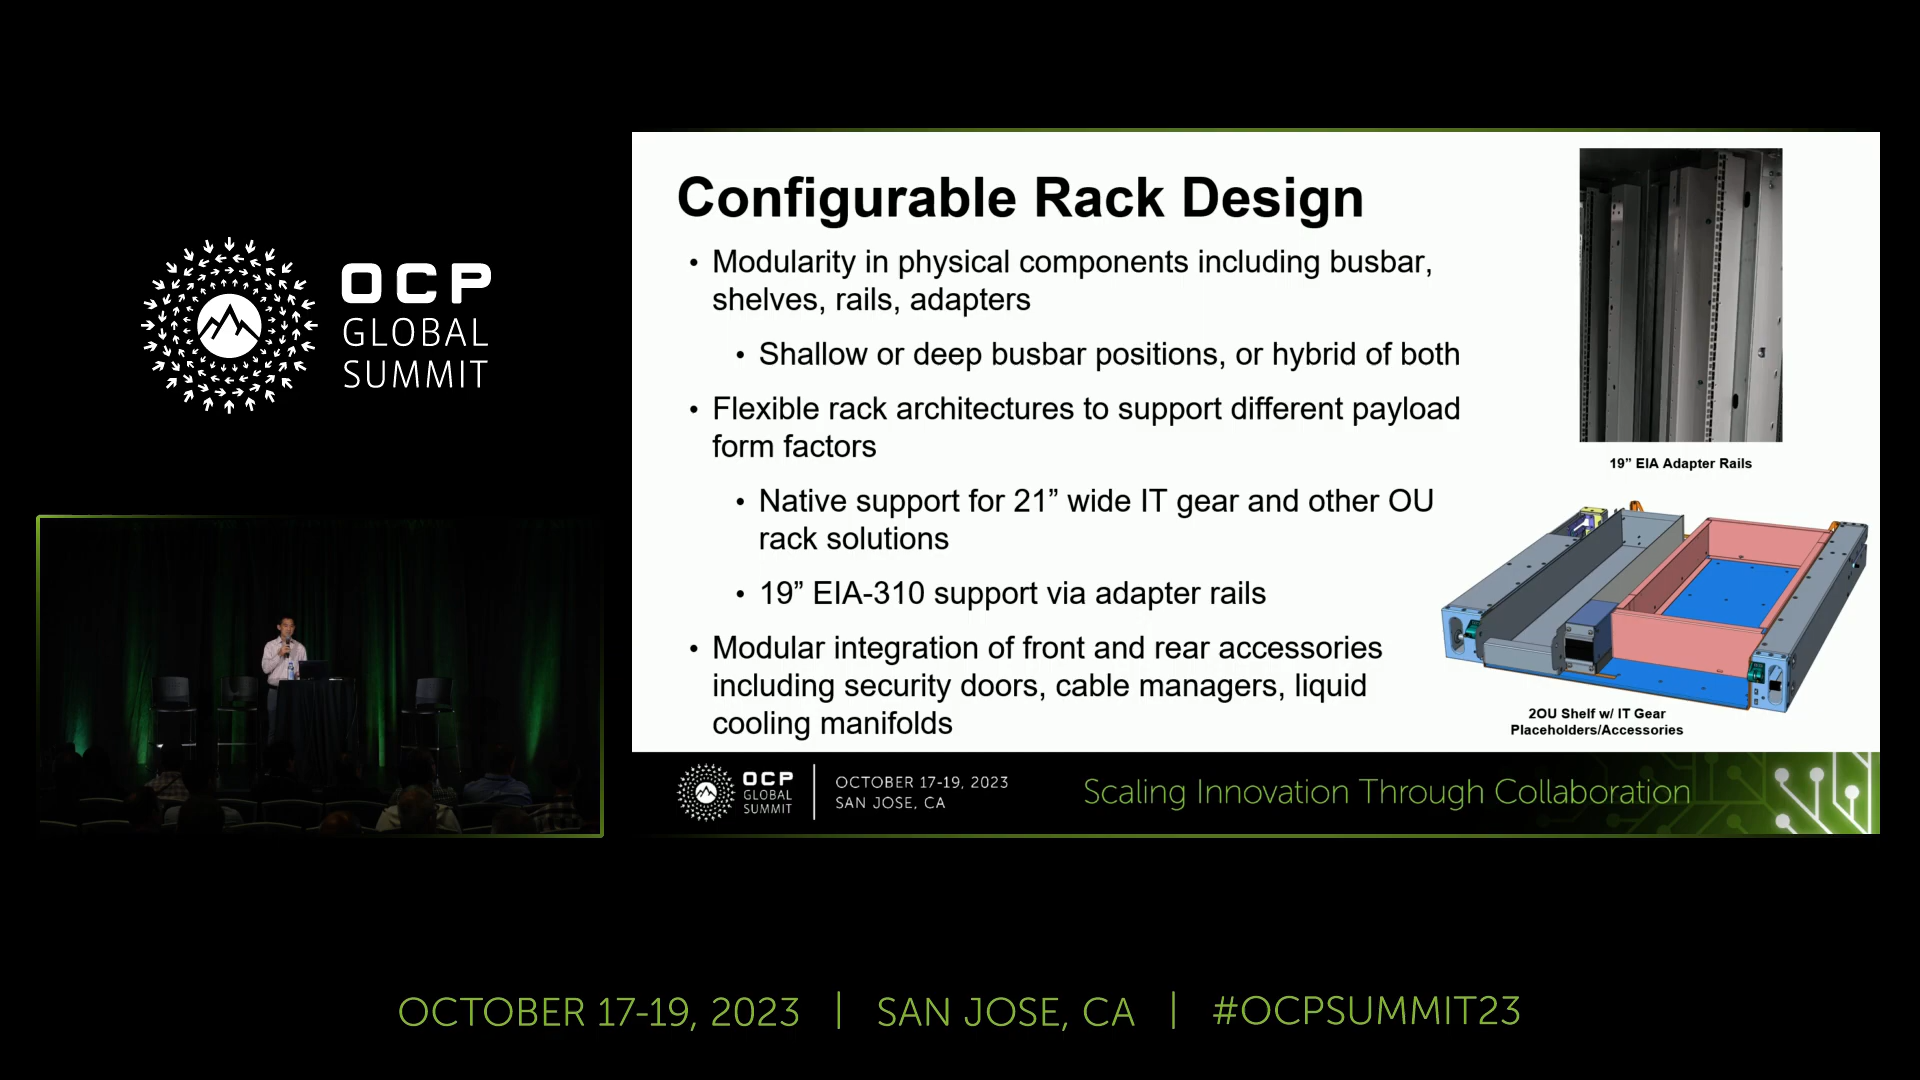 OCP
GLOBAL
SUMMIT
Configurable Rack Design
• Modularity in physical components including busbar,
shelves, rails, adapters
• Shallow or deep busbar positions, or hybrid of both
• Flexible rack architectures to support different payload
form factors
• Native support for 21” wide IT gear and other OU
rack solutions
• 19” EIA-310 support via adapter rails
• Modular integration of front and rear accessories
including security doors, cable managers, liquid
cooling manifolds
19” EIA Adapter Rails
2OU Shelf w/ IT Gear
Placeholders/Accessories
OCP
GLOBAL
SUMMIT
OCTOBER 17-19, 2023
SAN JOSE, CA
Scaling Innovation Through Collaboration
OCTOBER 17-19, 2023 | SAN JOSE, CA | #OCPSUMMIT23